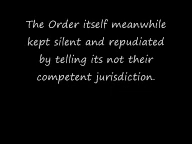 The Order itself meanwhile
kept silent and repudiated
by telling its not their
competent jurisdiction.